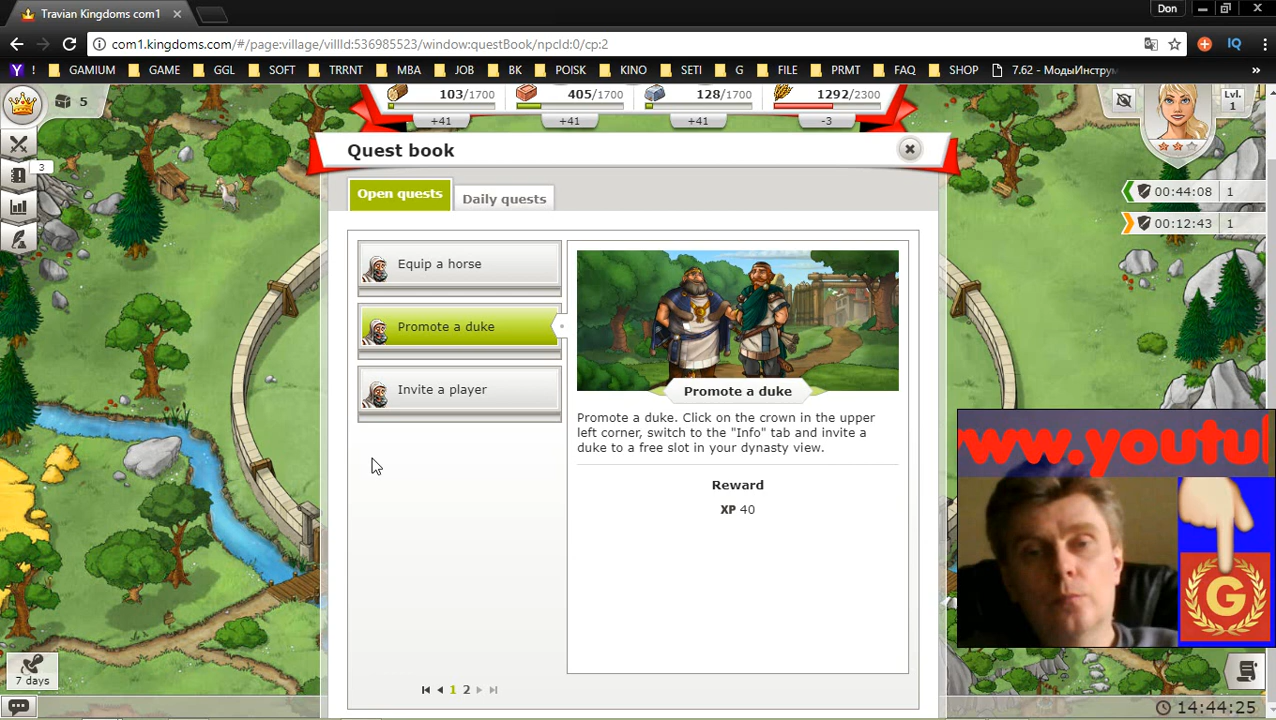 Travian Kingdoms com1
Don
com1.kingdoms.com/#/page:village/villId:536985523/window:questBook/npcId:0/cp:2
IQ
Y ! GAMIUM GAME GGL SOFT TRRNT MBA JOB BK POISK KINO SETI G FILE PRMT FAQ SHOP 7.62 - МодыИнструм »
5
103/1700 405/1700 128/1700 1292/2300
+41 +41 +41 -3
Lvl.
1
3
Quest book
Open quests Daily quests
00:44:08 1
00:12:43 1
Equip a horse
Promote a duke
Invite a player
Promote a duke
Promote a duke. Click on the crown in the upper
left corner, switch to the "Info" tab and invite a
duke to a free slot in your dynasty view.
Reward
XP 40
ww.youtul
G
7 days
1 2
14:44:25